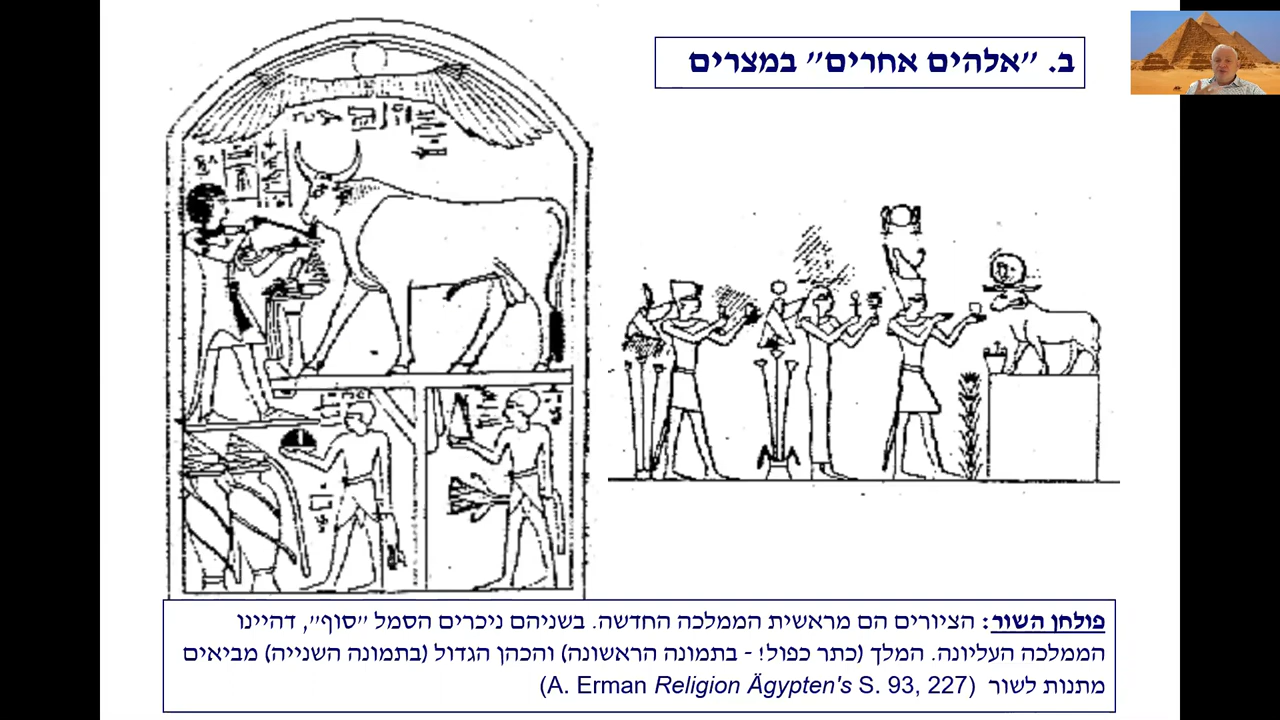 ב. ״אלהים אחרים״ במצרים
פולחן השור: הציורים הם מראשית הממלכה החדשה. בשניהם ניכרים הסמל ״סוף״, דהיינו
הממלכה העליונה. המלך (כתר כפול! - בתמונה הראשונה) והכהן הגדול (בתמונה השנייה) מביאים
מתנות לשור (A. Erman Religion Ägypten's S. 93, 227)